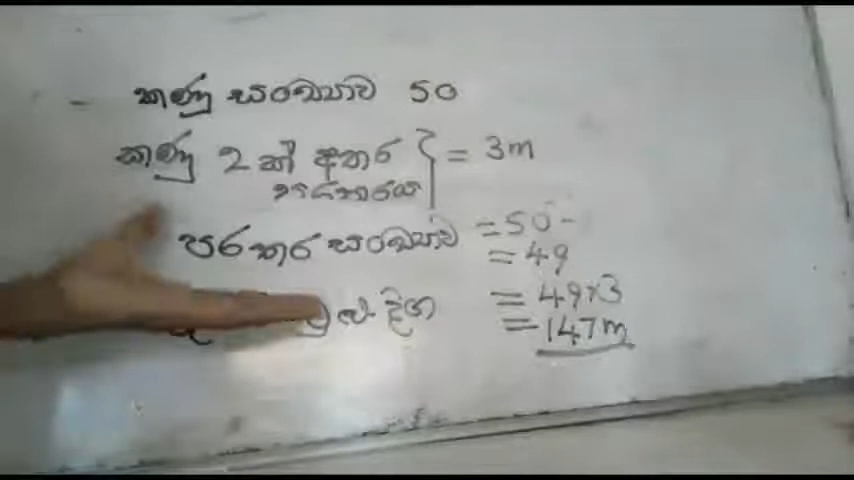 කණු සංඛ්‍යාව 50
කණු 2ක් අතර = 3m
පරතරය
පරතර සංඛ්‍යාව = 50 -
= 49
මුළු දිග = 49×3
= 147m